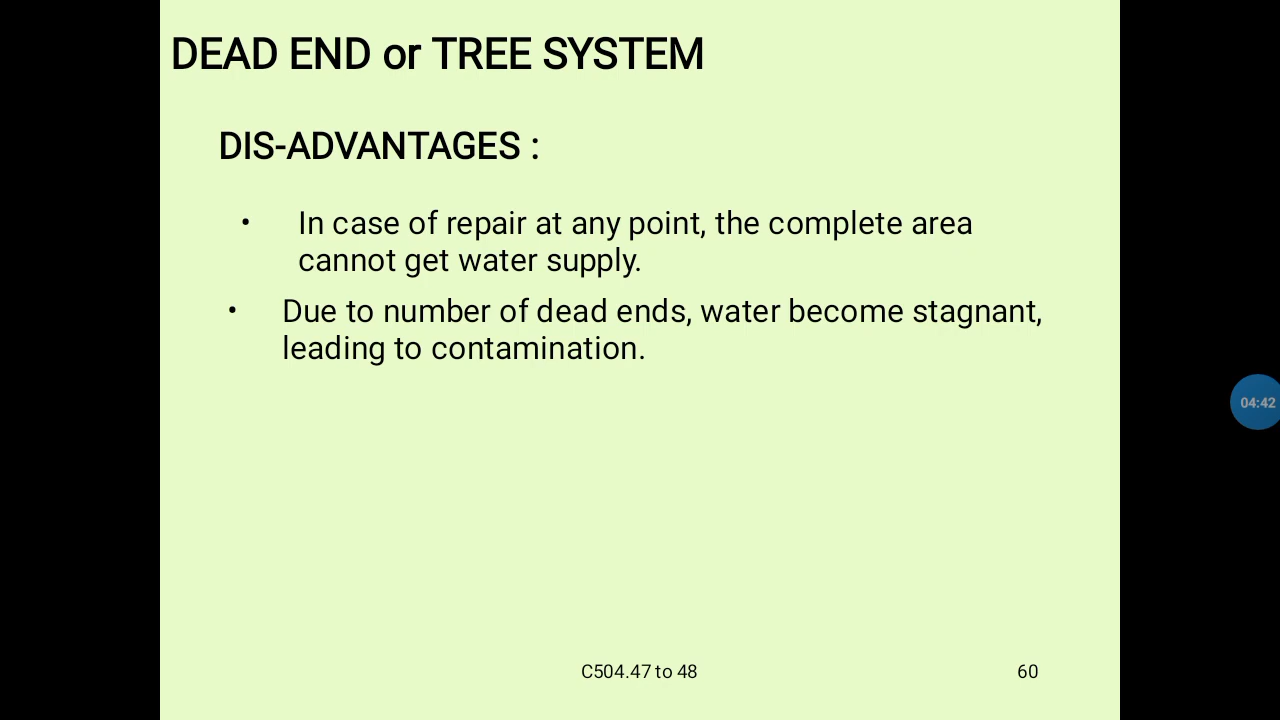 DEAD END or TREE SYSTEM
DIS-ADVANTAGES :
• In case of repair at any point, the complete area
cannot get water supply.
• Due to number of dead ends, water become stagnant,
leading to contamination.
04:42
C504.47 to 48
60